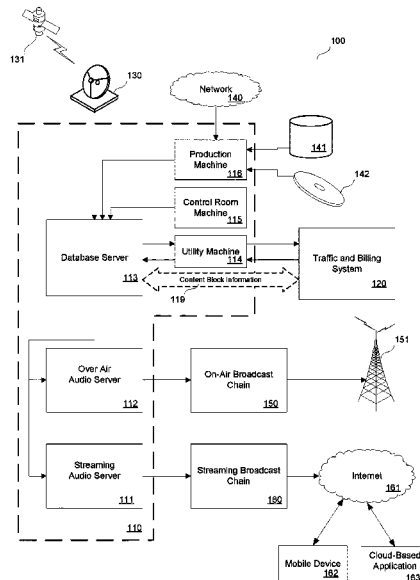 131
130
100
Network
140
141
142
Production
Machine
116
Control Room
Machine
115
Utility Machine
114
Database Server
113
Content Block Information
119
Traffic and Billing
System
120
151
Over Air
Audio Server
112
On-Air Broadcast
Chain
150
Streaming
Audio Server
111
Streaming Broadcast
Chain
160
Internet
161
110
Mobile Device
162
Cloud-Based
Application
163